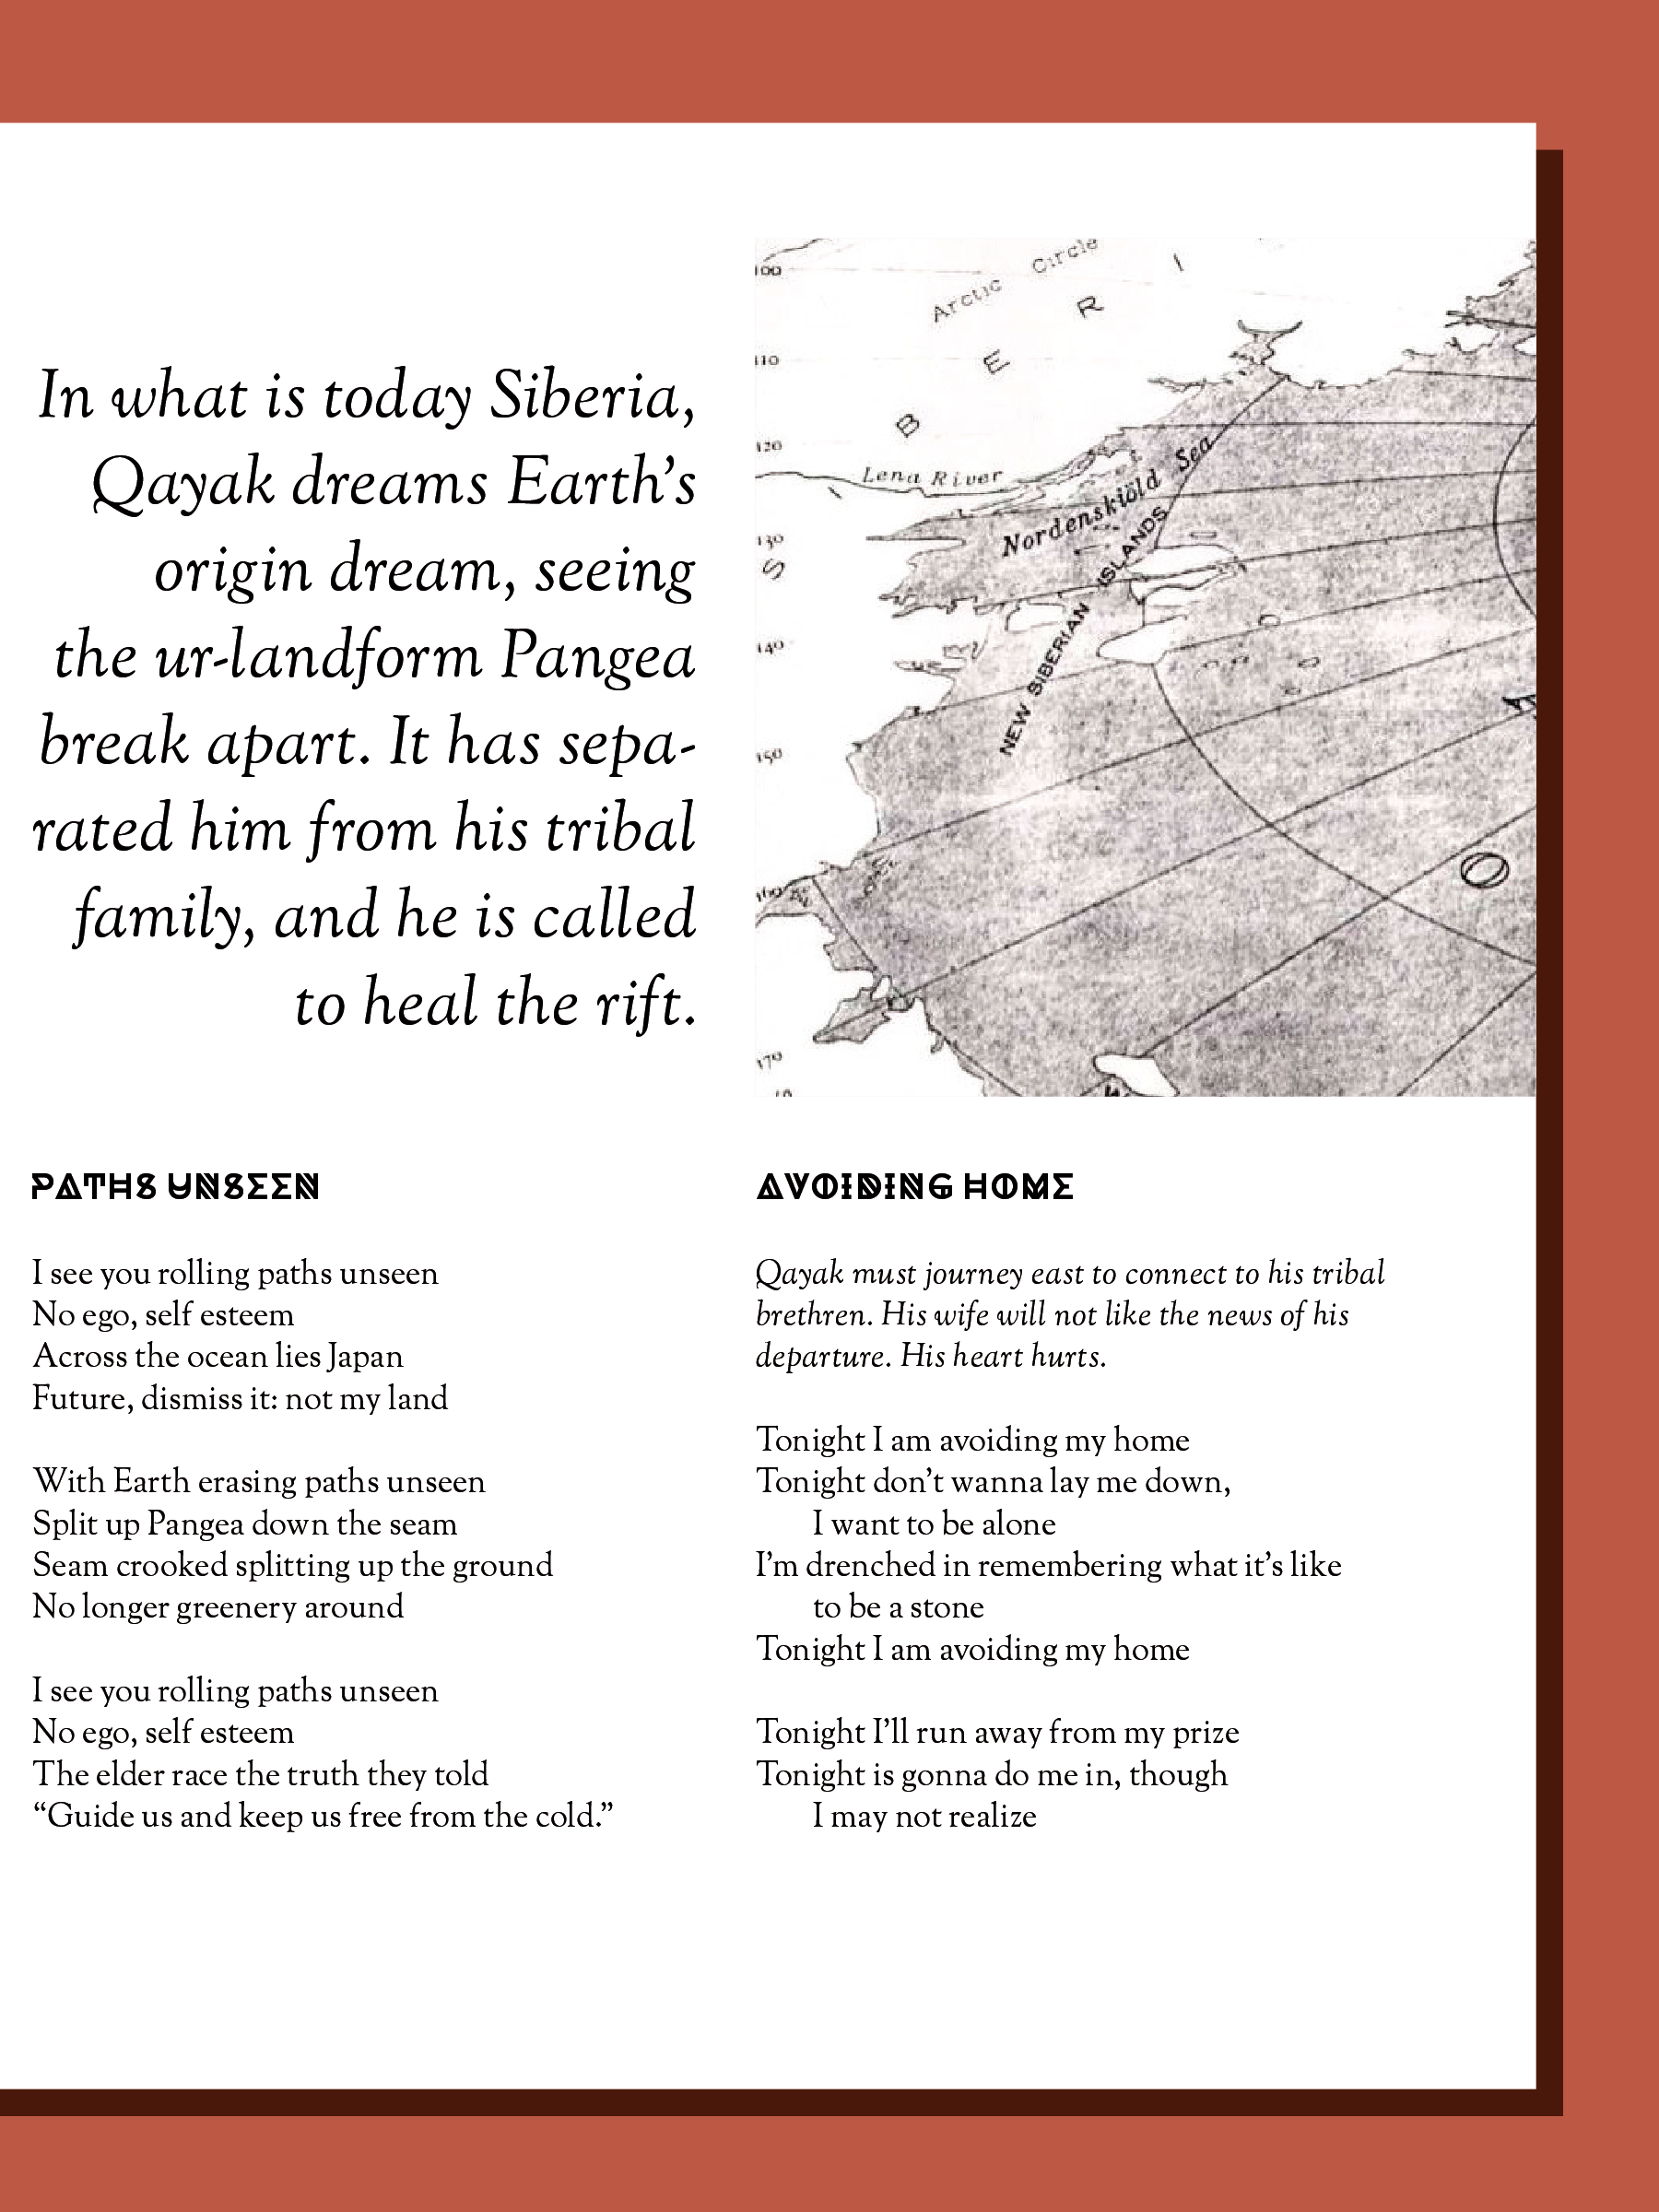 In what is today Siberia,
Qayak dreams Earth’s
origin dream, seeing
the ur-landform Pangea
break apart. It has sepa-
rated him from his tribal
family, and he is called
to heal the rift.
100
Arctic Circle
110
120
130
140
150
160
170
S I B E R I
Lena River
Nordenskiöld Sea
NEW SIBERIAN ISLANDS
PATHS UNSEEN
I see you rolling paths unseen
No ego, self esteem
Across the ocean lies Japan
Future, dismiss it: not my land
With Earth erasing paths unseen
Split up Pangea down the seam
Seam crooked splitting up the ground
No longer greenery around
I see you rolling paths unseen
No ego, self esteem
The elder race the truth they told
“Guide us and keep us free from the cold.”
AVOIDING HOME
Qayak must journey east to connect to his tribal
brethren. His wife will not like the news of his
departure. His heart hurts.
Tonight I am avoiding my home
Tonight don’t wanna lay me down,
I want to be alone
I’m drenched in remembering what it’s like
to be a stone
Tonight I am avoiding my home
Tonight I’ll run away from my prize
Tonight is gonna do me in, though
I may not realize